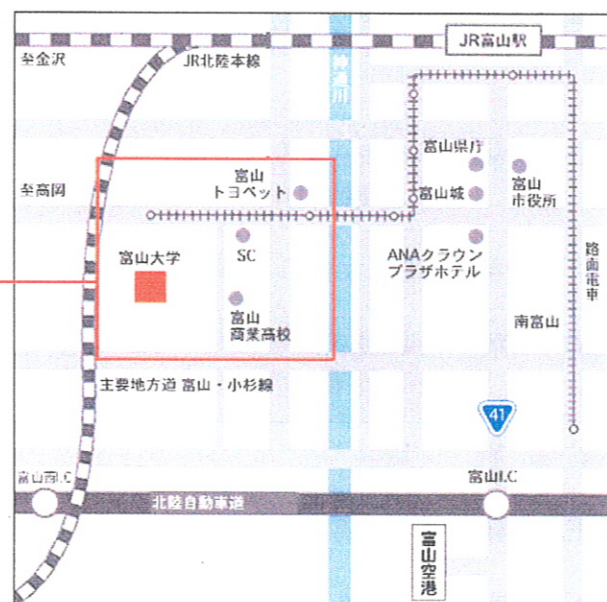 JR富山駅
至金沢
JR北陸本線
神通川
富山県庁
富山
トヨペット
至高岡
富山城
富山
市役所
富山大学
SC
ANAクラウン
プラザホテル
路面電車
富山
商業高校
南富山
主要地方道 富山・小杉線
41
富山西I.C
富山I.C
北陸自動車道
富山空港